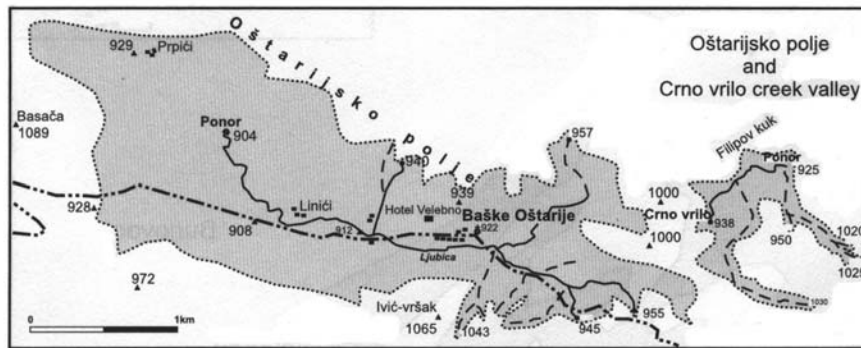 Oštarijsko polje
and
Crno vrilo creek valley
Oštarijsko polje
929
Prpići
Basača
1089
Ponor
904
940
957
Filipov kuk
Ponor
925
928
Linići
908
912
Hotel Velebno
939
Baške Oštarije
922
Ljubica
1000
Crno vrilo
938
1000
950
1020
1025
1030
972
Ivić-vršak
1065
1043
945
955
0
1km